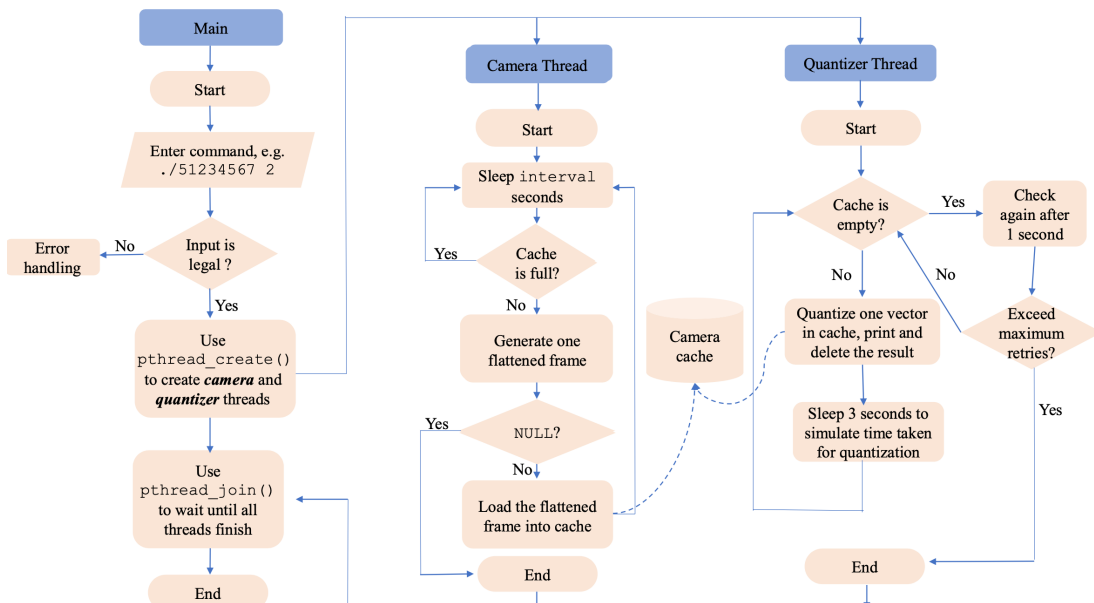 Main
Start
Enter command, e.g.
./51234567 2
Input is
legal ?
No
Error
handling
Yes
Use
pthread_create()
to create camera and
quantizer threads
Use
pthread_join()
to wait until all
threads finish
End
Camera Thread
Start
Sleep interval
seconds
Cache
is full?
Yes
No
Generate one
flattened frame
NULL?
Yes
No
Load the flattened
frame into cache
End
Camera
cache
Quantizer Thread
Start
Cache is
empty?
Yes
Check
again after
1 second
No
No
Exceed
maximum
retries?
Yes
Quantize one vector
in cache, print and
delete the result
Sleep 3 seconds to
simulate time taken
for quantization
End